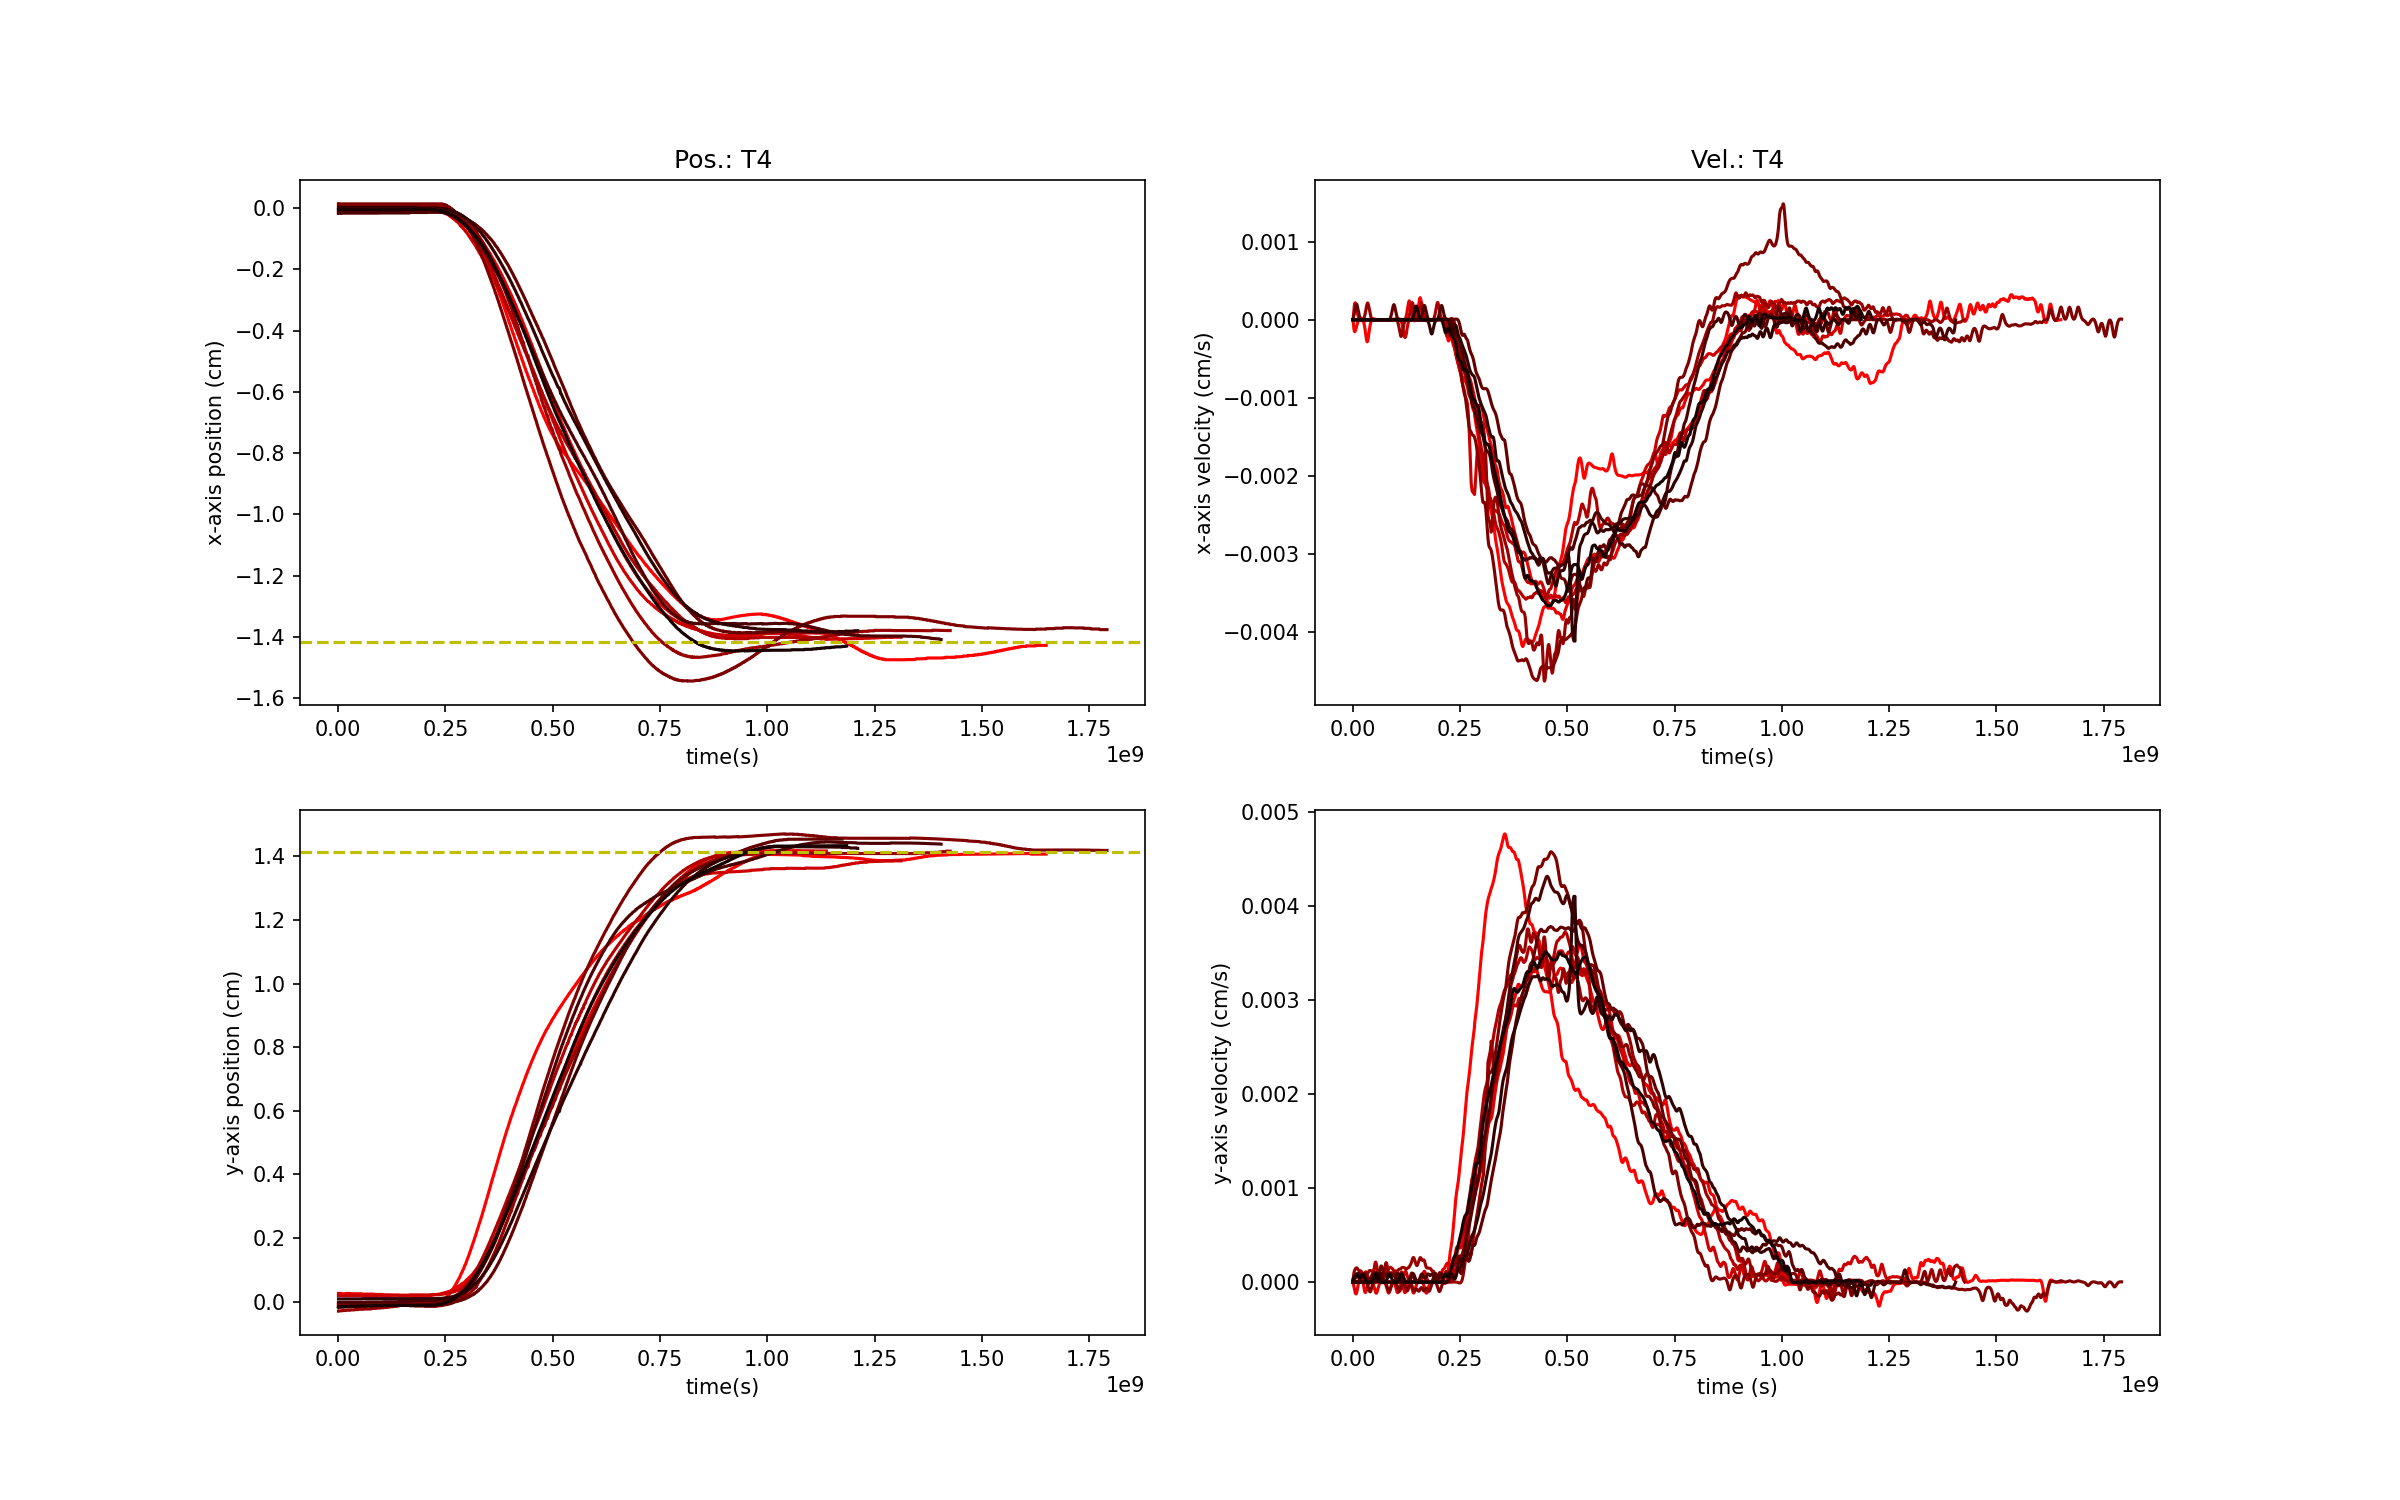 Pos.: T4
Vel.: T4
x-axis position (cm)
0.0
−0.2
−0.4
−0.6
−0.8
−1.0
−1.2
−1.4
−1.6
0.00 0.25 0.50 0.75 1.00 1.25 1.50 1.75
time(s)
1e9
x-axis velocity (cm/s)
0.001
0.000
−0.001
−0.002
−0.003
−0.004
0.00 0.25 0.50 0.75 1.00 1.25 1.50 1.75
time(s)
1e9
y-axis position (cm)
1.4
1.2
1.0
0.8
0.6
0.4
0.2
0.0
0.00 0.25 0.50 0.75 1.00 1.25 1.50 1.75
time(s)
1e9
y-axis velocity (cm/s)
0.005
0.004
0.003
0.002
0.001
0.000
0.00 0.25 0.50 0.75 1.00 1.25 1.50 1.75
time (s)
1e9